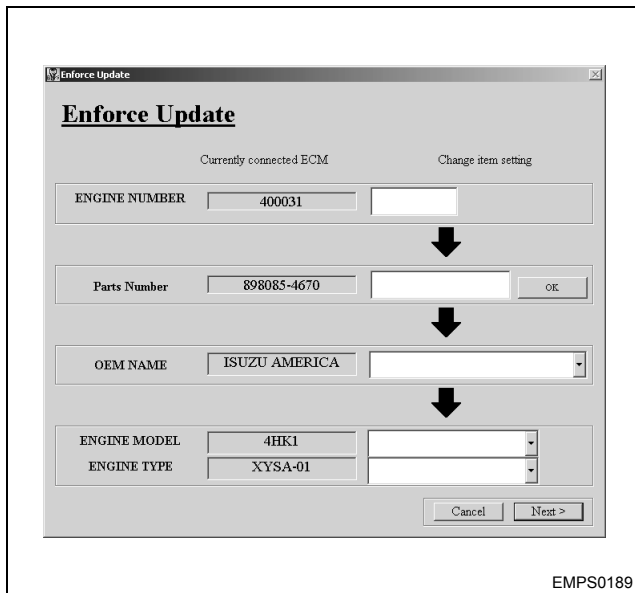 Enforce Update
Enforce Update
Currently connected ECM Change item setting
ENGINE NUMBER 400031
Parts Number 898085-4670 OK
OEM NAME ISUZU AMERICA
ENGINE MODEL 4HK1
ENGINE TYPE XYSA-01
Cancel Next >
EMPS0189